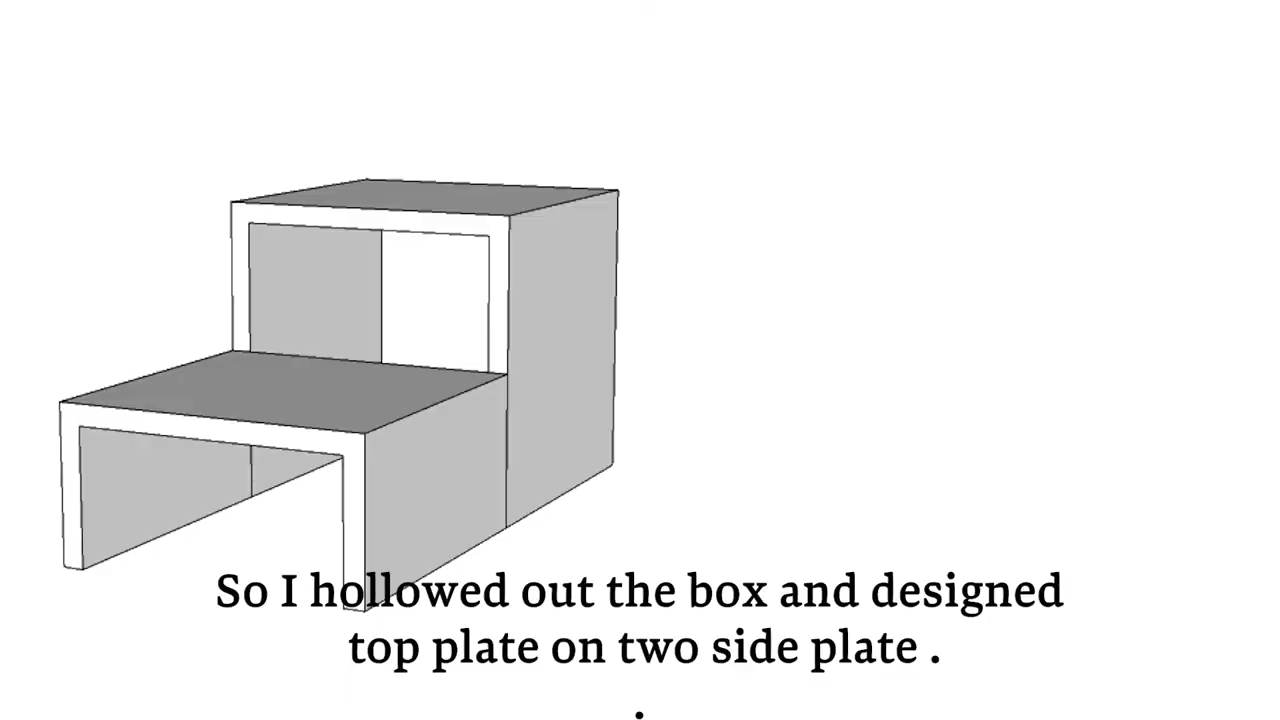 So I hollowed out the box and designed
top plate on two side plate .
.